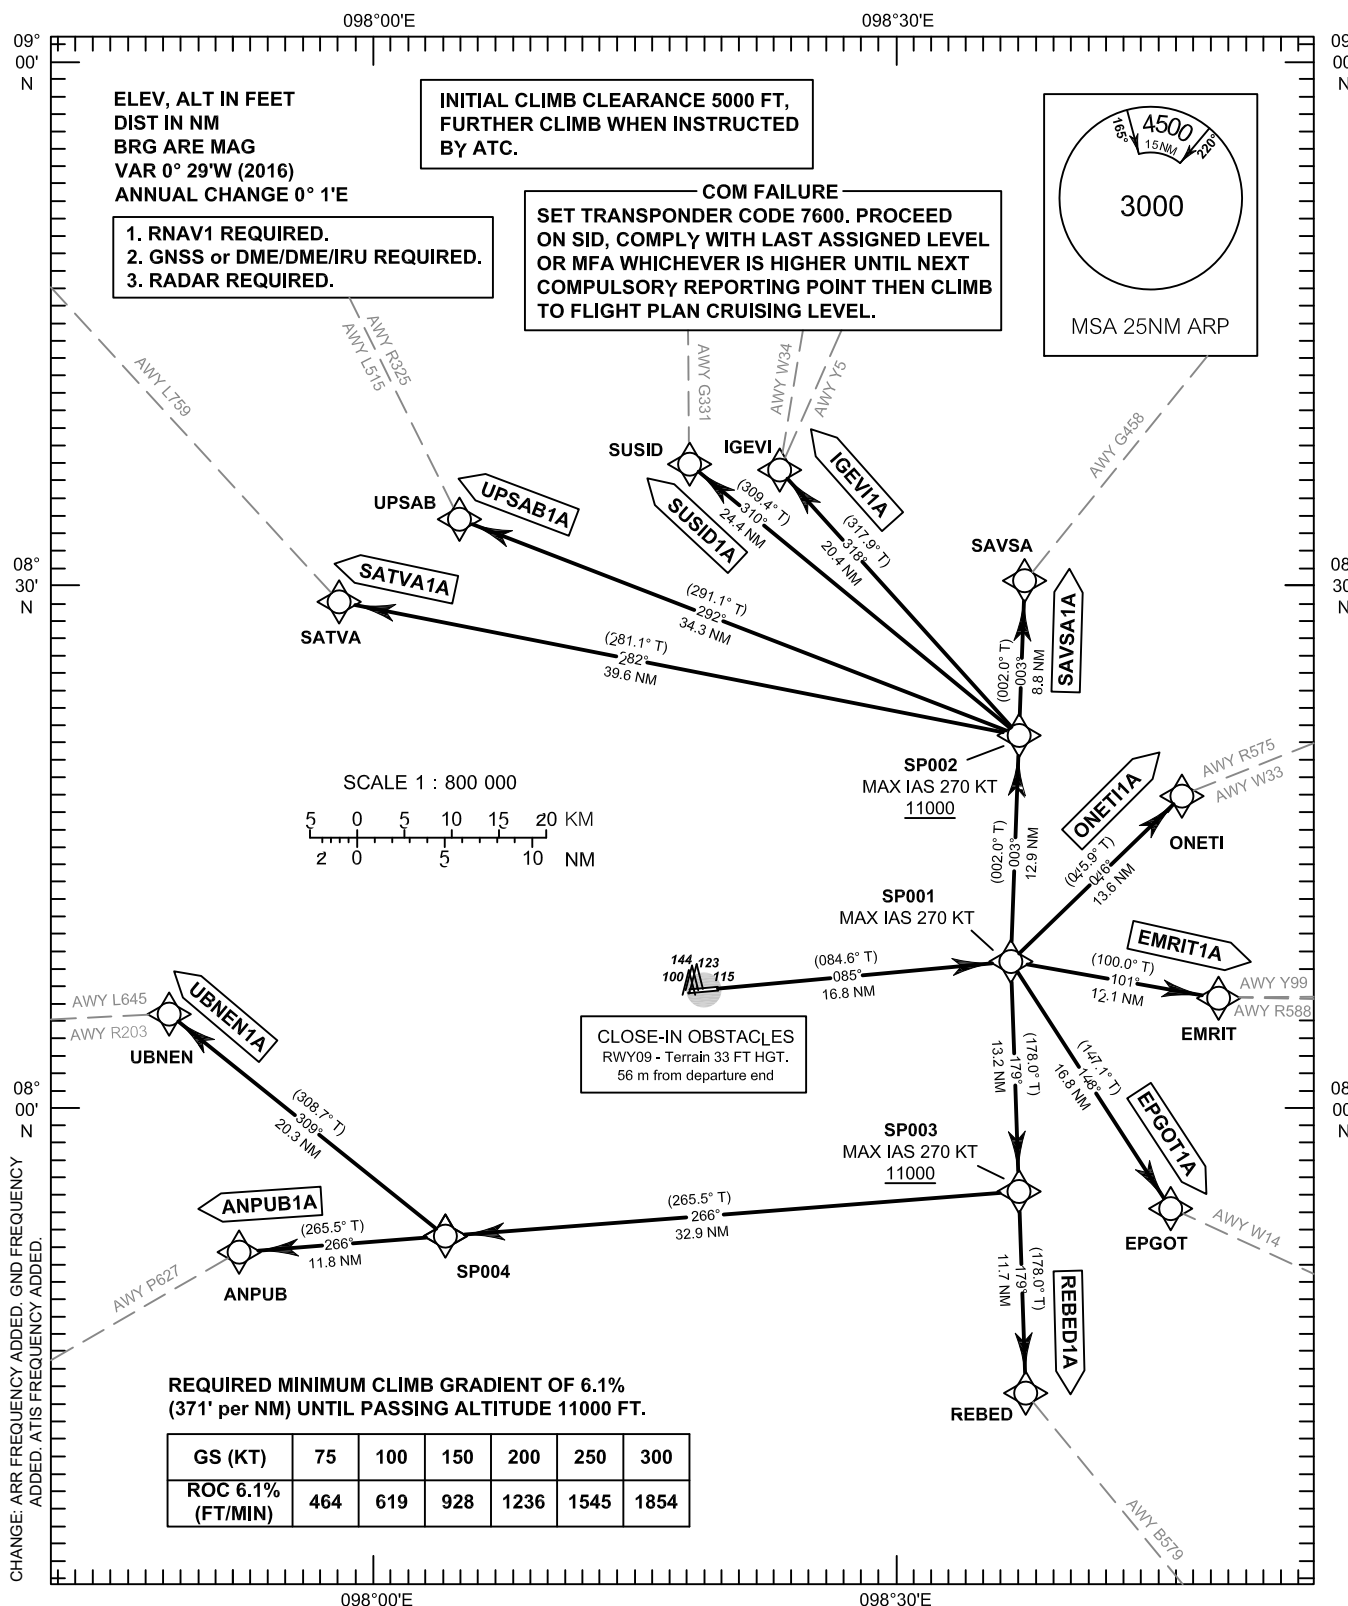 098°00'E
098°30'E
09°
00'
N
09
00
N
ELEV, ALT IN FEET
DIST IN NM
BRG ARE MAG
VAR 0° 29'W (2016)
ANNUAL CHANGE 0° 1'E
INITIAL CLIMB CLEARANCE 5000 FT,
FURTHER CLIMB WHEN INSTRUCTED
BY ATC.
165°
4500
15NM
220°
3000
MSA 25NM ARP
COM FAILURE
SET TRANSPONDER CODE 7600. PROCEED
ON SID, COMPLY WITH LAST ASSIGNED LEVEL
OR MFA WHICHEVER IS HIGHER UNTIL NEXT
COMPULSORY REPORTING POINT THEN CLIMB
TO FLIGHT PLAN CRUISING LEVEL.
1. RNAV1 REQUIRED.
2. GNSS or DME/DME/IRU REQUIRED.
3. RADAR REQUIRED.
AWY L759
AWY R325
AWY L515
AWY G331
AWY W34
AWY Y5
AWY G458
SUSID
IGEVI
UPSAB
SATVA
SAVSA
UPSAB1A
SATVA1A
SUSID1A
IGEVI1A
SAVSA1A
(309.4° T)
310°
24.4 NM
(317.9° T)
318°
20.4 NM
(291.1° T)
292°
34.3 NM
(281.1° T)
282°
39.6 NM
(002.0° T)
003°
8.8 NM
08°
30'
N
08
30
N
SP002
MAX IAS 270 KT
11000
SCALE 1 : 800 000
5 0 5 10 15 20 KM
2 0 5 10 NM
(002.0° T)
003°
12.9 NM
ONETI1A
(045.9° T)
046°
13.6 NM
AWY R575
AWY W33
ONETI
SP001
MAX IAS 270 KT
EMRIT1A
(100.0° T)
101°
12.1 NM
AWY Y99
AWY R588
EMRIT
144
123
100
115
(084.6° T)
085°
16.8 NM
CLOSE-IN OBSTACLES
RWY09 - Terrain 33 FT HGT.
56 m from departure end
AWY L645
AWY R203
UBNEN
UBNEN1A
(308.7° T)
309°
20.3 NM
(178.0° T)
179°
13.2 NM
(147.1° T)
148°
16.8 NM
EPGOT1A
EPGOT
AWY W14
08°
00'
N
08
00
N
SP003
MAX IAS 270 KT
11000
(265.5° T)
266°
32.9 NM
ANPUB1A
(265.5° T)
266°
11.8 NM
ANPUB
SP004
AWY P627
(178.0° T)
179°
11.7 NM
REBED1A
REBED
AWY B579
REQUIRED MINIMUM CLIMB GRADIENT OF 6.1%
(371' per NM) UNTIL PASSING ALTITUDE 11000 FT.
GS (KT) 75 100 150 200 250 300
ROC 6.1%
(FT/MIN) 464 619 928 1236 1545 1854
CHANGE: ARR FREQUENCY ADDED. GND FREQUENCY
ADDED. ATIS FREQUENCY ADDED.
098°00'E
098°30'E